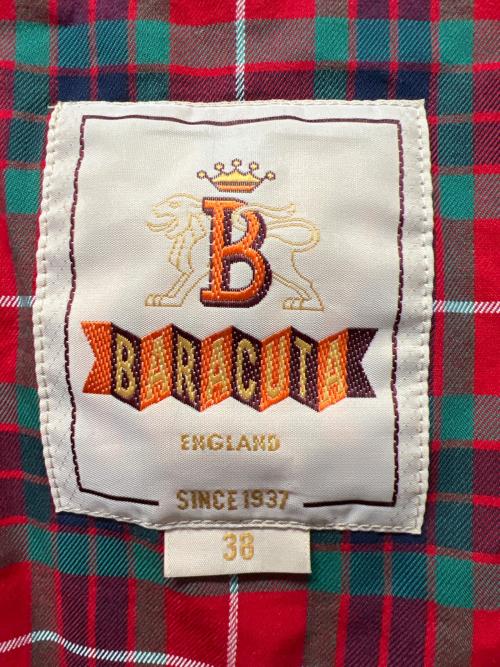 B
BARACUTA
ENGLAND
SINCE 1937
38